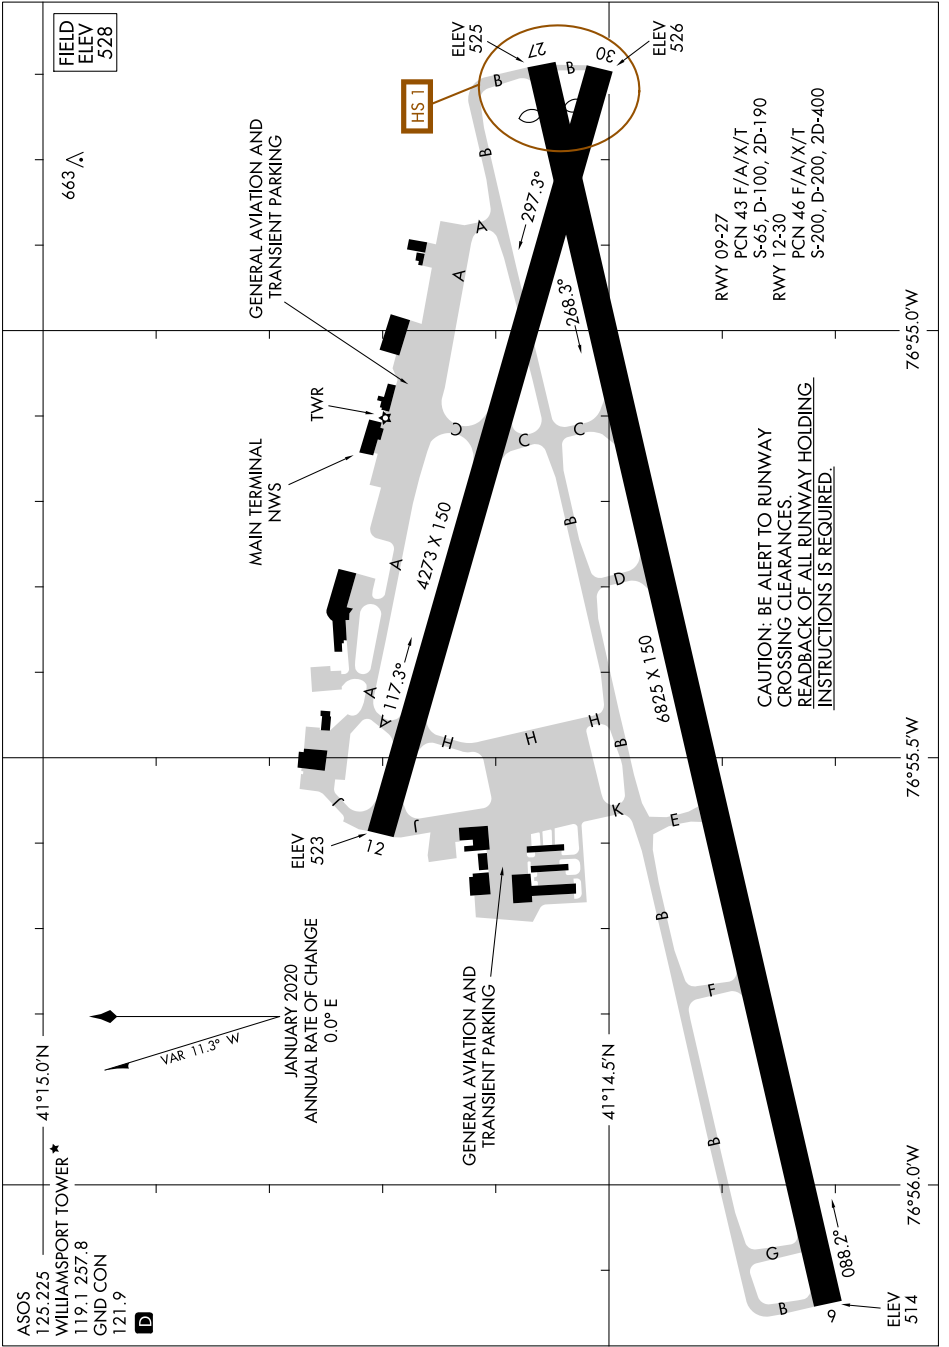 ASOS
125.225
WILLIAMSPORT TOWER ★
119.1 257.8
GND CON
121.9
D
41°15.0'N
VAR 11.3° W
JANUARY 2020
ANNUAL RATE OF CHANGE
0.0° E
663
FIELD
ELEV
528
MAIN TERMINAL
NWS
TWR
GENERAL AVIATION AND
TRANSIENT PARKING
HS 1
ELEV
525
27
30
ELEV
526
B
B
B
A
A
297.3°
268.3°
C
C
C
B
A
4273 X 150
D
A
A
117.3°
H
H
H
B
J
J
12
ELEV
523
K
E
6825 X 150
GENERAL AVIATION AND
TRANSIENT PARKING
B
F
B
G
B
9
088.2°
ELEV
514
41°14.5'N
RWY 09-27
PCN 43 F/A/X/T
S-65, D-100, 2D-190
RWY 12-30
PCN 46 F/A/X/T
S-200, D-200, 2D-400
CAUTION: BE ALERT TO RUNWAY
CROSSING CLEARANCES.
READBACK OF ALL RUNWAY HOLDING
INSTRUCTIONS IS REQUIRED.
76°56.0'W
76°55.5'W
76°55.0'W